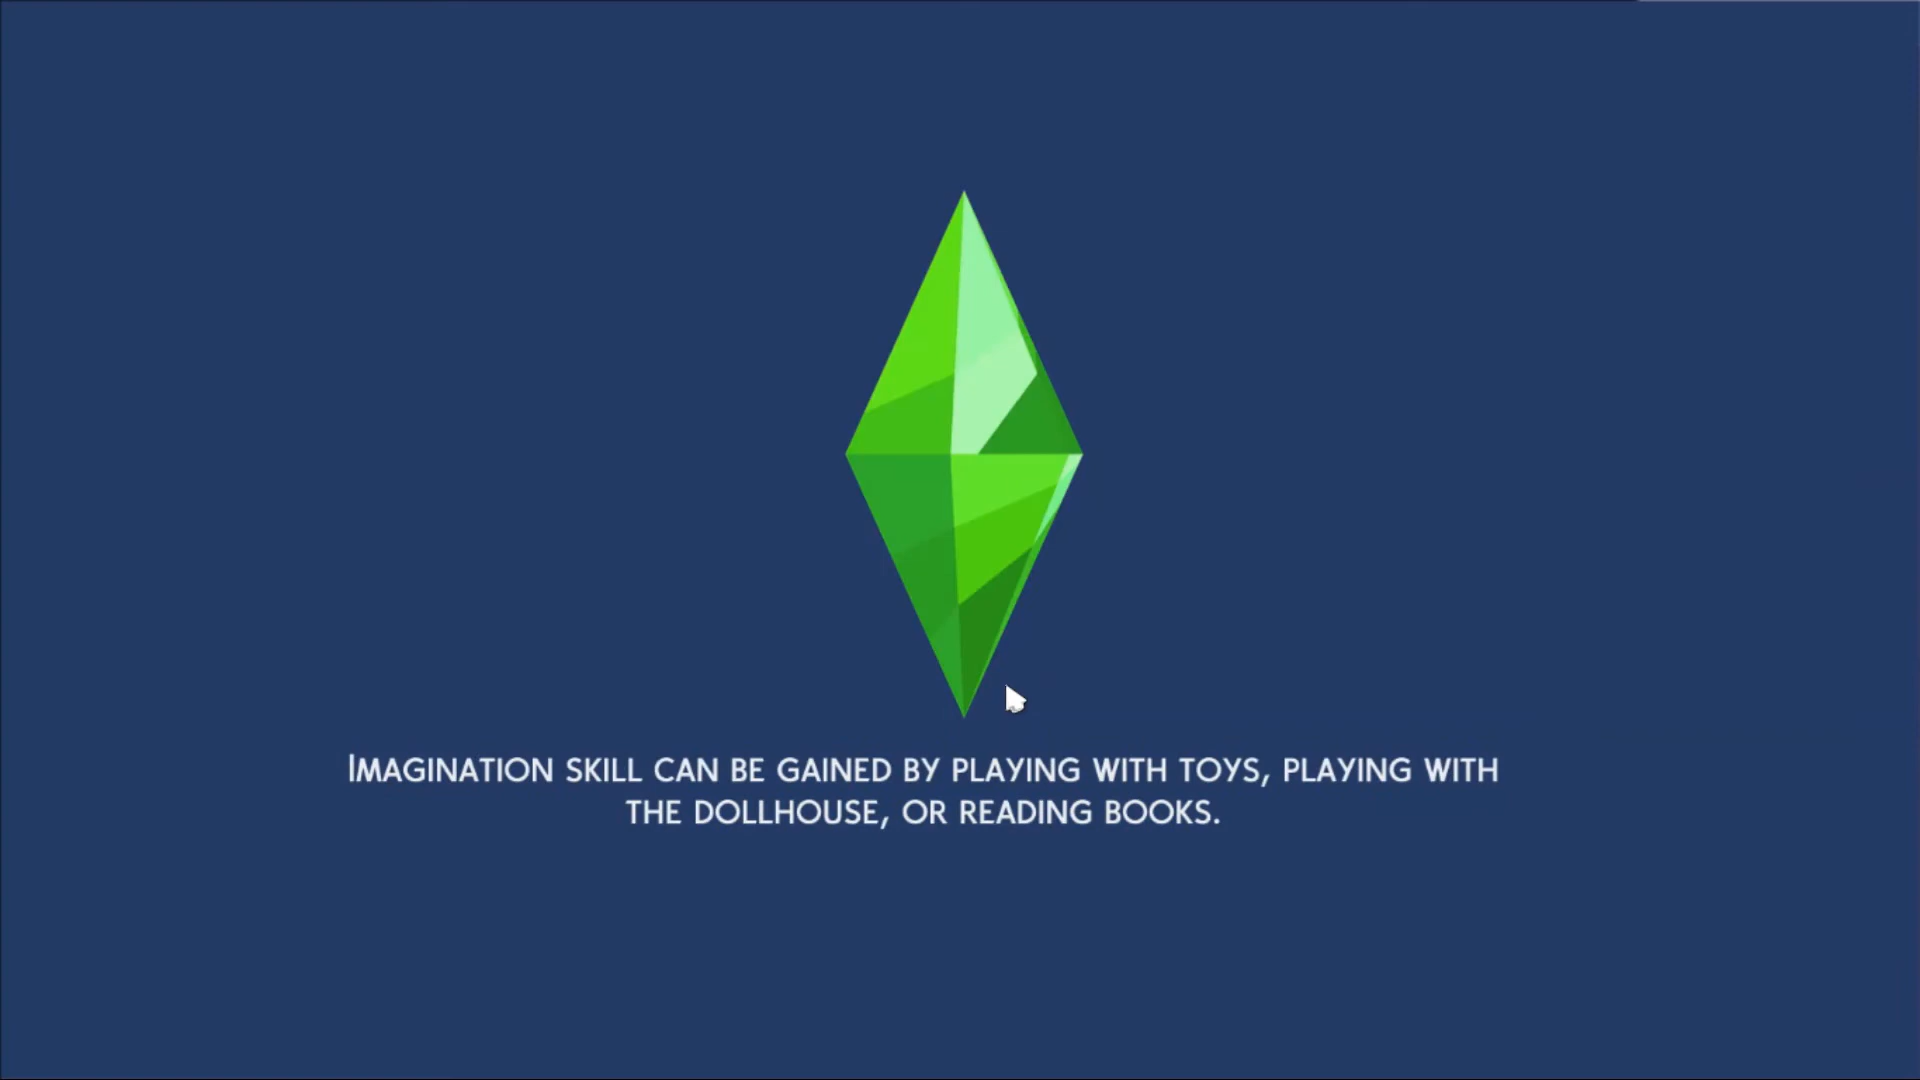 Imagination skill can be gained by playing with toys, playing with
the dollhouse, or reading books.